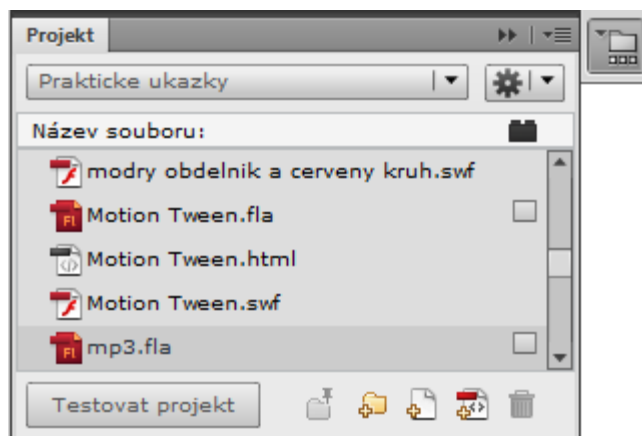 Projekt
Prakticke ukazky
Název souboru:
modry obdelnik a cerveny kruh.swf
Motion Tween.fla
Motion Tween.html
Motion Tween.swf
mp3.fla
Testovat projekt